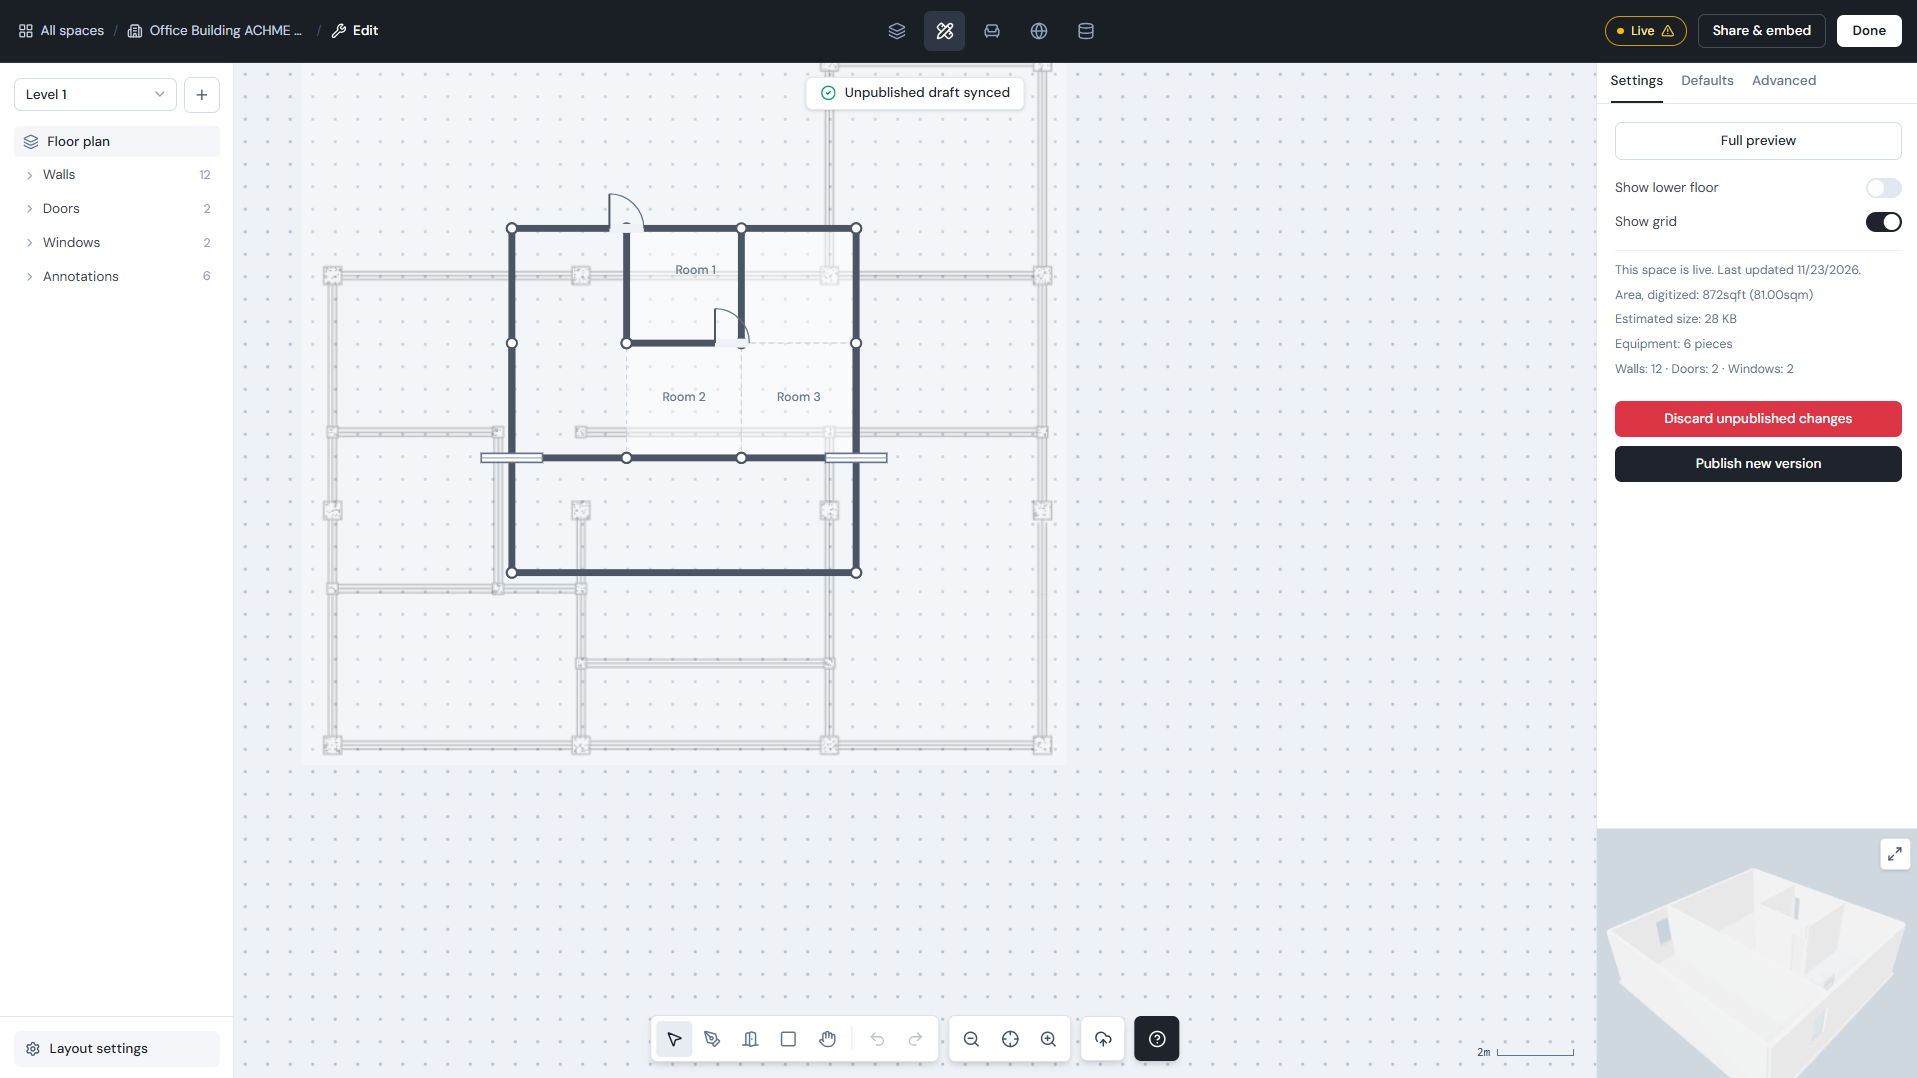 All spaces / Office Building ACME ... / Edit
Live
Share & embed
Done
Level 1
Floor plan
Walls 12
Doors 2
Windows 2
Annotations 6
Layout settings
Unpublished draft synced
Room 1
Room 2
Room 3
2m
Settings
Defaults
Advanced
Full preview
Show lower floor
Show grid
This space is live. Last updated 11/23/2026.
Area, digitized: 872sqft (81.00sqm)
Estimated size: 28 KB
Equipment: 6 pieces
Walls: 12 · Doors: 2 · Windows: 2
Discard unpublished changes
Publish new version